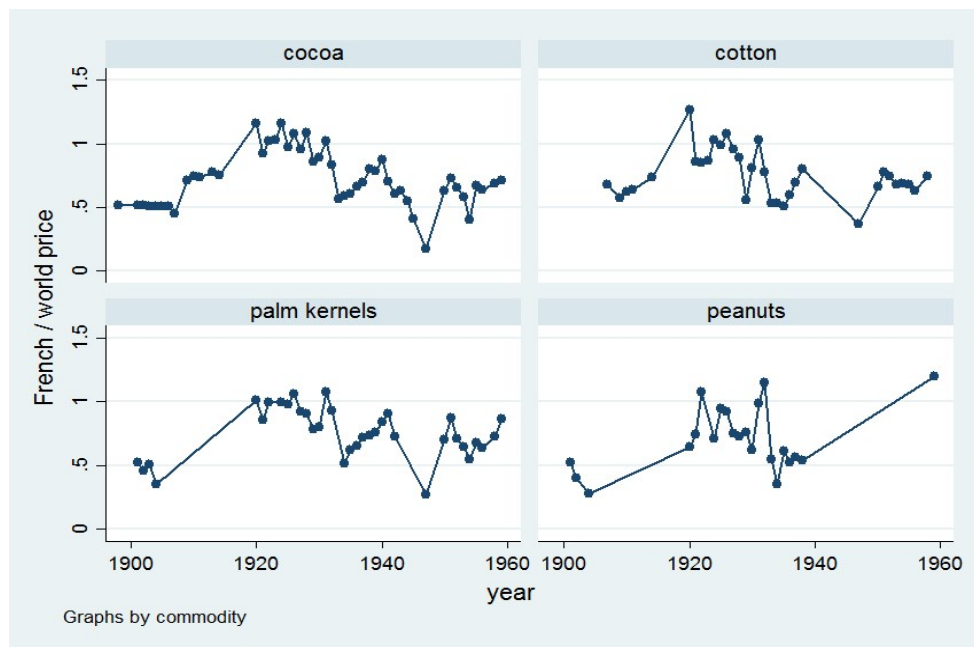 cocoa
cotton
1.5
1
.5
0
palm kernels
peanuts
1.5
1
.5
0
French / world price
1900 1920 1940 1960 1900 1920 1940 1960
year
Graphs by commodity